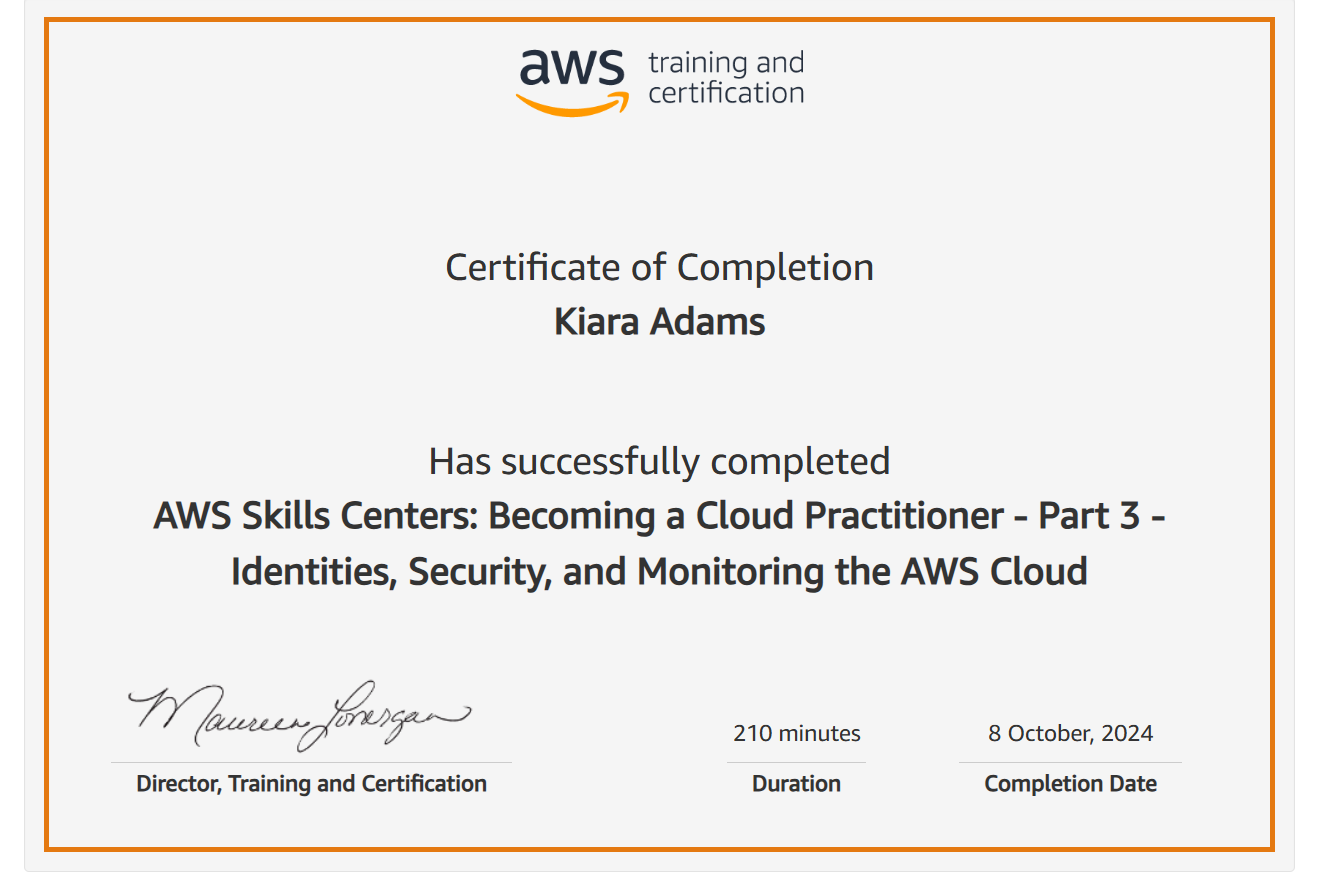 aws training and
certification
Certificate of Completion
Kiara Adams
Has successfully completed
AWS Skills Centers: Becoming a Cloud Practitioner - Part 3 -
Identities, Security, and Monitoring the AWS Cloud
Maureen Lonergan
210 minutes
8 October, 2024
Director, Training and Certification
Duration
Completion Date